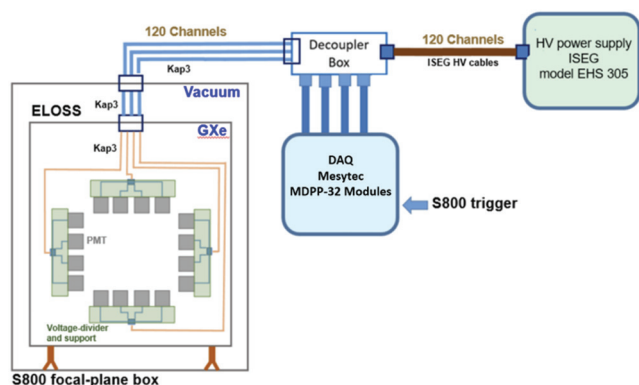 120 Channels
Kap3
Decoupler
Box
120 Channels
ISEG HV cables
HV power supply
ISEG
model EHS 305
Vacuum
Kap3
ELOSS
GXe
Kap3
PMT
Voltage-divider
and support
DAQ
Mesytec
MDPP-32 Modules
S800 trigger
S800 focal-plane box